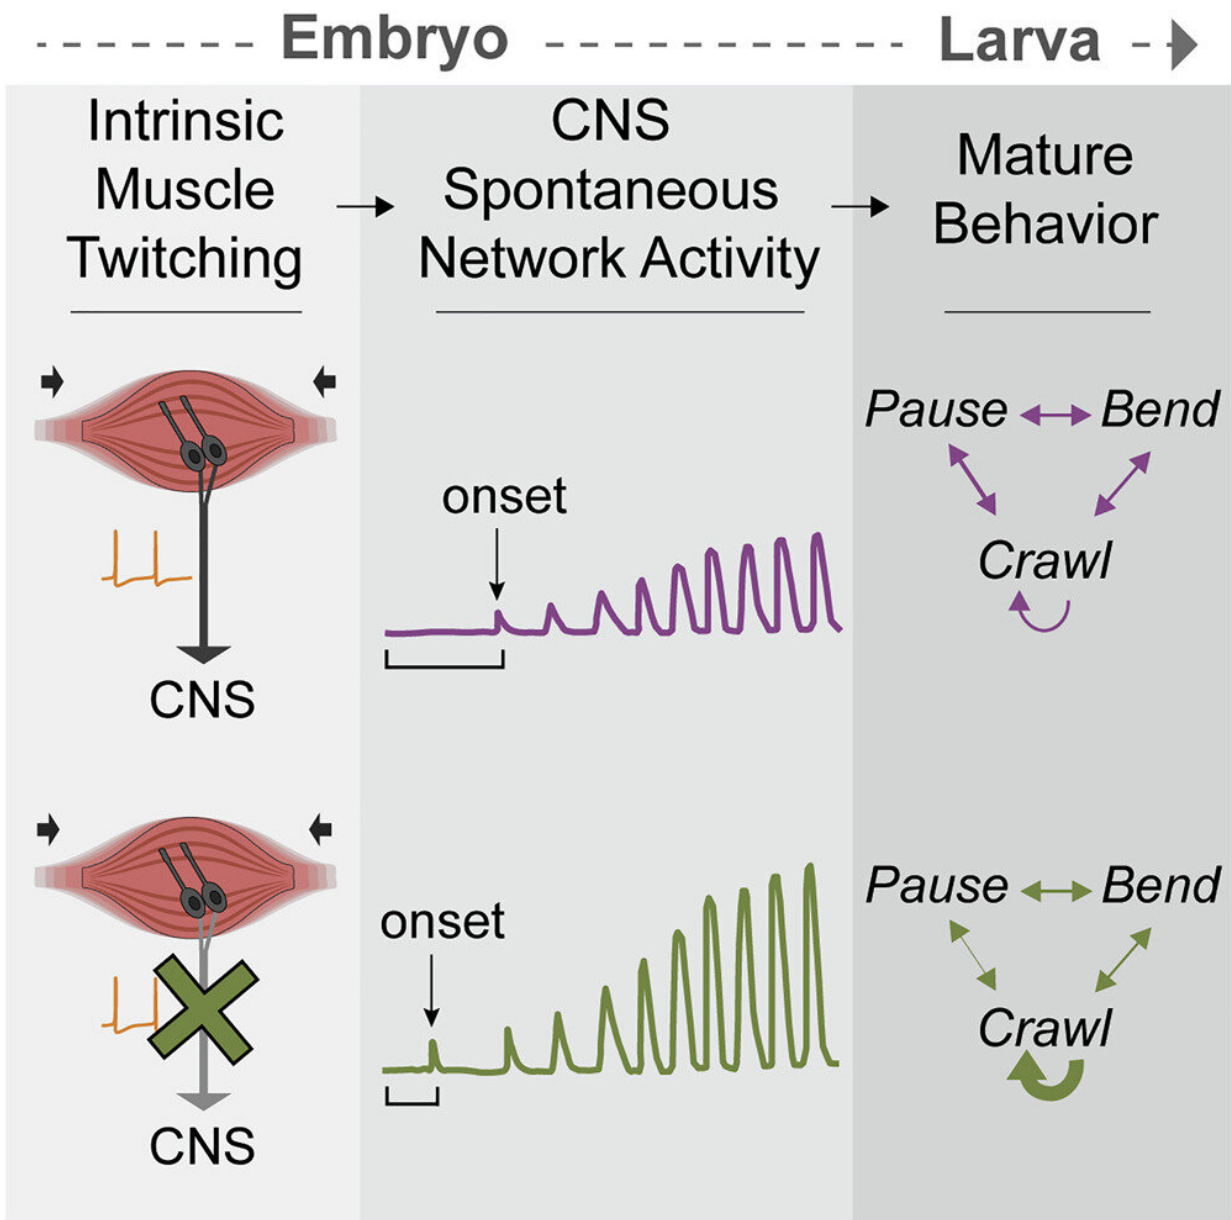 Embryo
Larva
Intrinsic
Muscle
Twitching
CNS
Spontaneous
Network Activity
Mature
Behavior
onset
CNS
Pause
Bend
Crawl
onset
CNS
Pause
Bend
Crawl